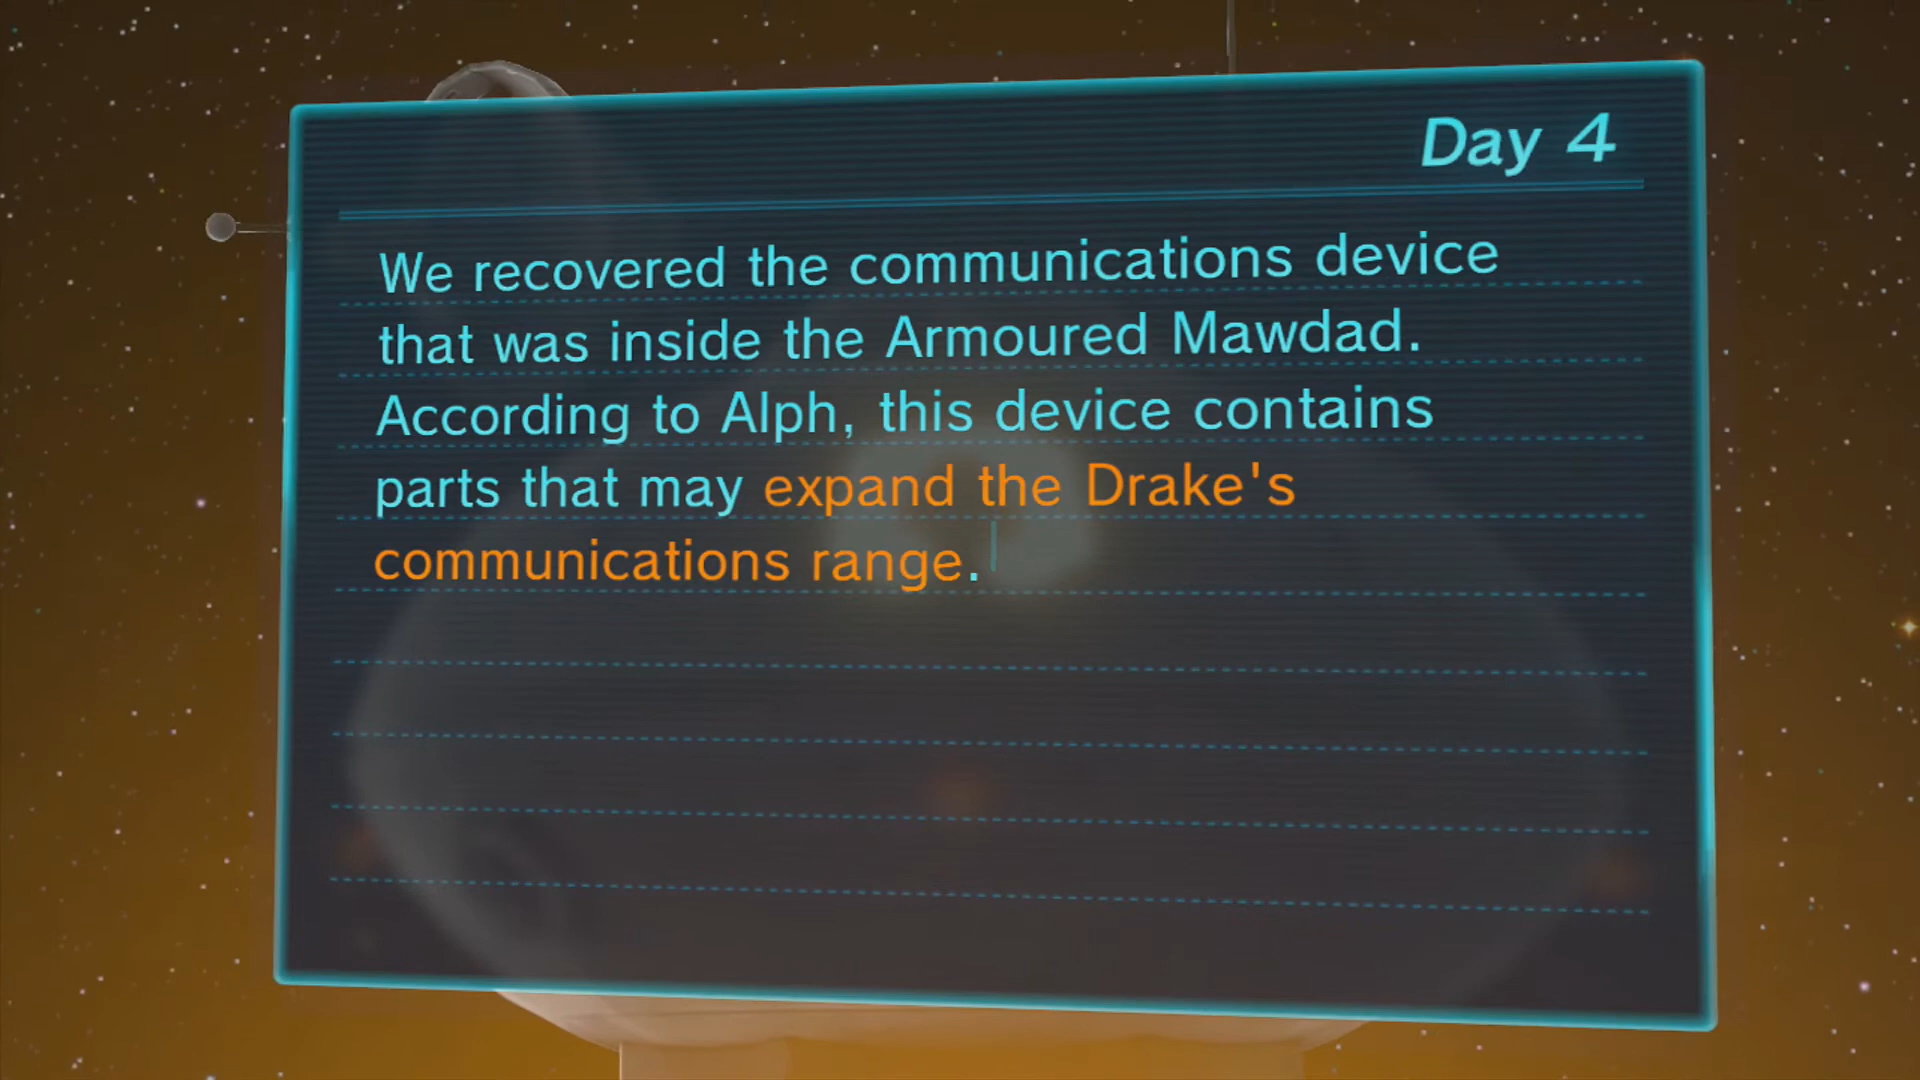 Day 4
We recovered the communications device
that was inside the Armoured Mawdad.
According to Alph, this device contains
parts that may expand the Drake's
communications range.